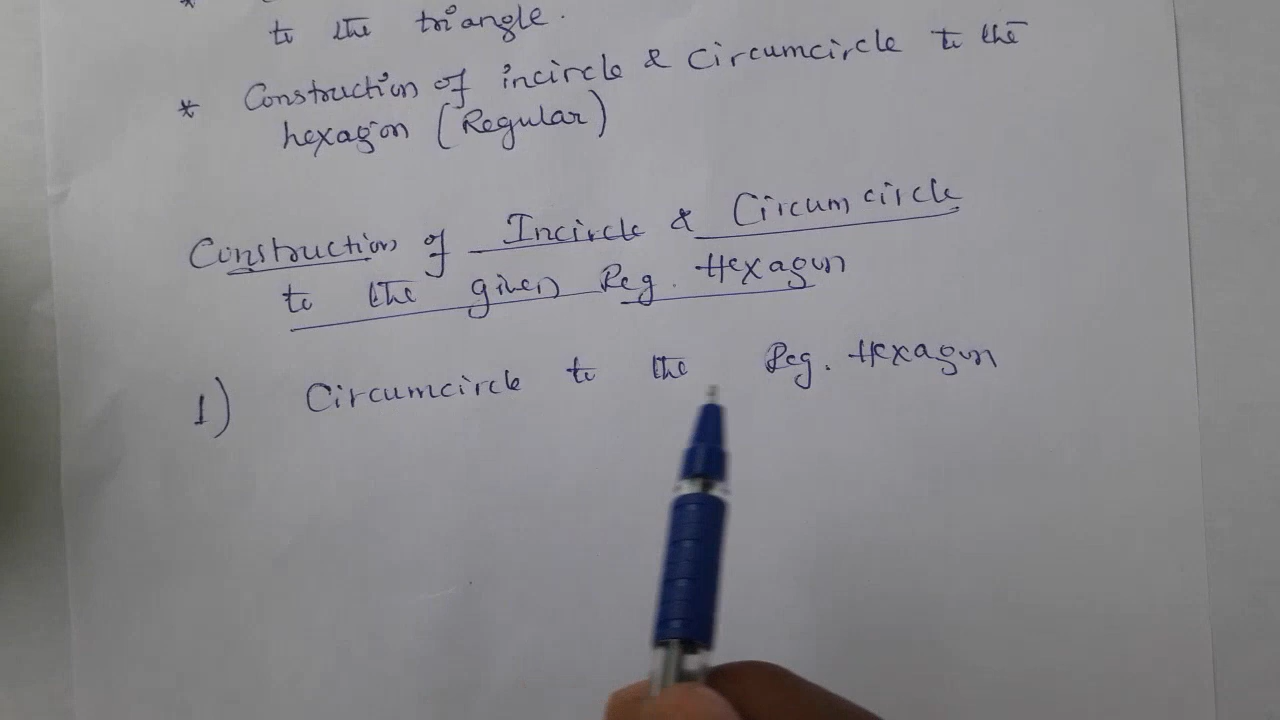 *
to the triangle.
* Construction of incircle & Circumcircle to the
hexagon (Regular)
Construction of Incircle & Circumcircle
to the given Reg. Hexagon
1) Circumcircle to the Reg. Hexagon